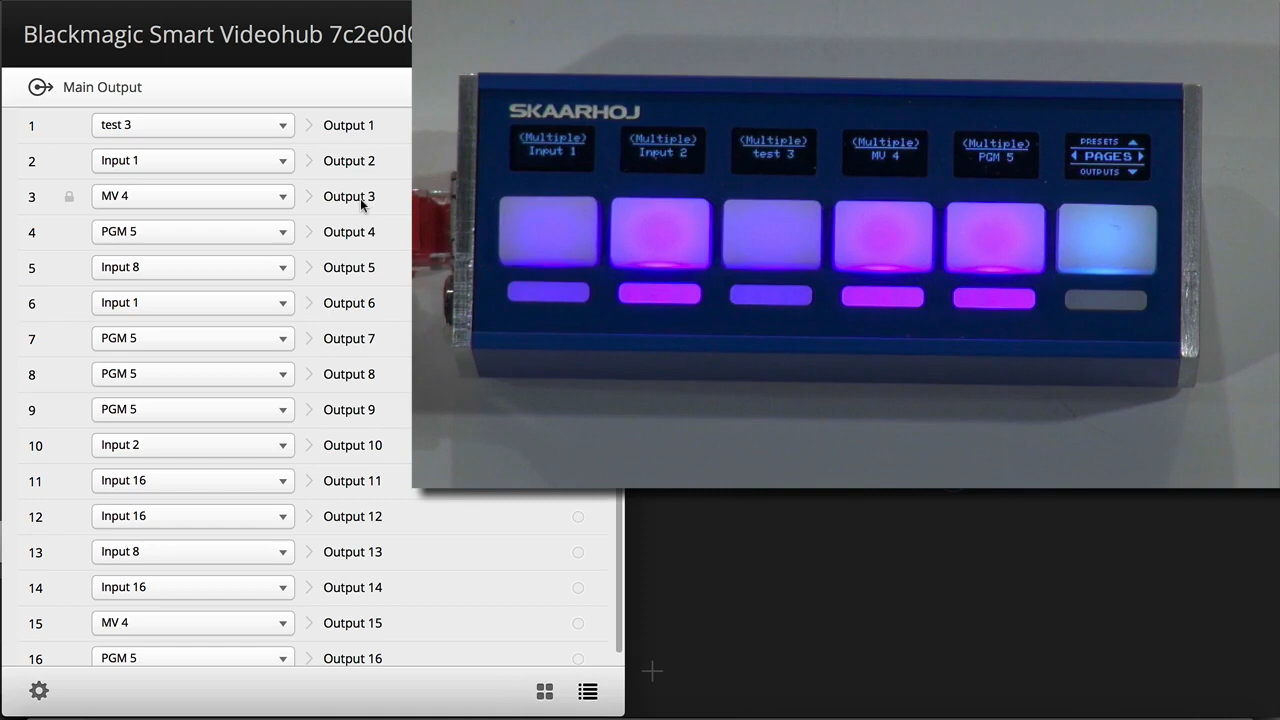 Blackmagic Smart Videohub 7c2e0d0
Main Output
1 test 3 Output 1
2 Input 1 Output 2
3 MV 4 Output 3
4 PGM 5 Output 4
5 Input 8 Output 5
6 Input 1 Output 6
7 PGM 5 Output 7
8 PGM 5 Output 8
9 PGM 5 Output 9
10 Input 2 Output 10
11 Input 16 Output 11
12 Input 16 Output 12
13 Input 8 Output 13
14 Input 16 Output 14
15 MV 4 Output 15
16 PGM 5 Output 16
SKAARHOJ
(Multiple)
Input 1
(Multiple)
Input 2
(Multiple)
test 3
(Multiple)
MV 4
(Multiple)
PGM 5
PRESETS
PAGES
OUTPUTS